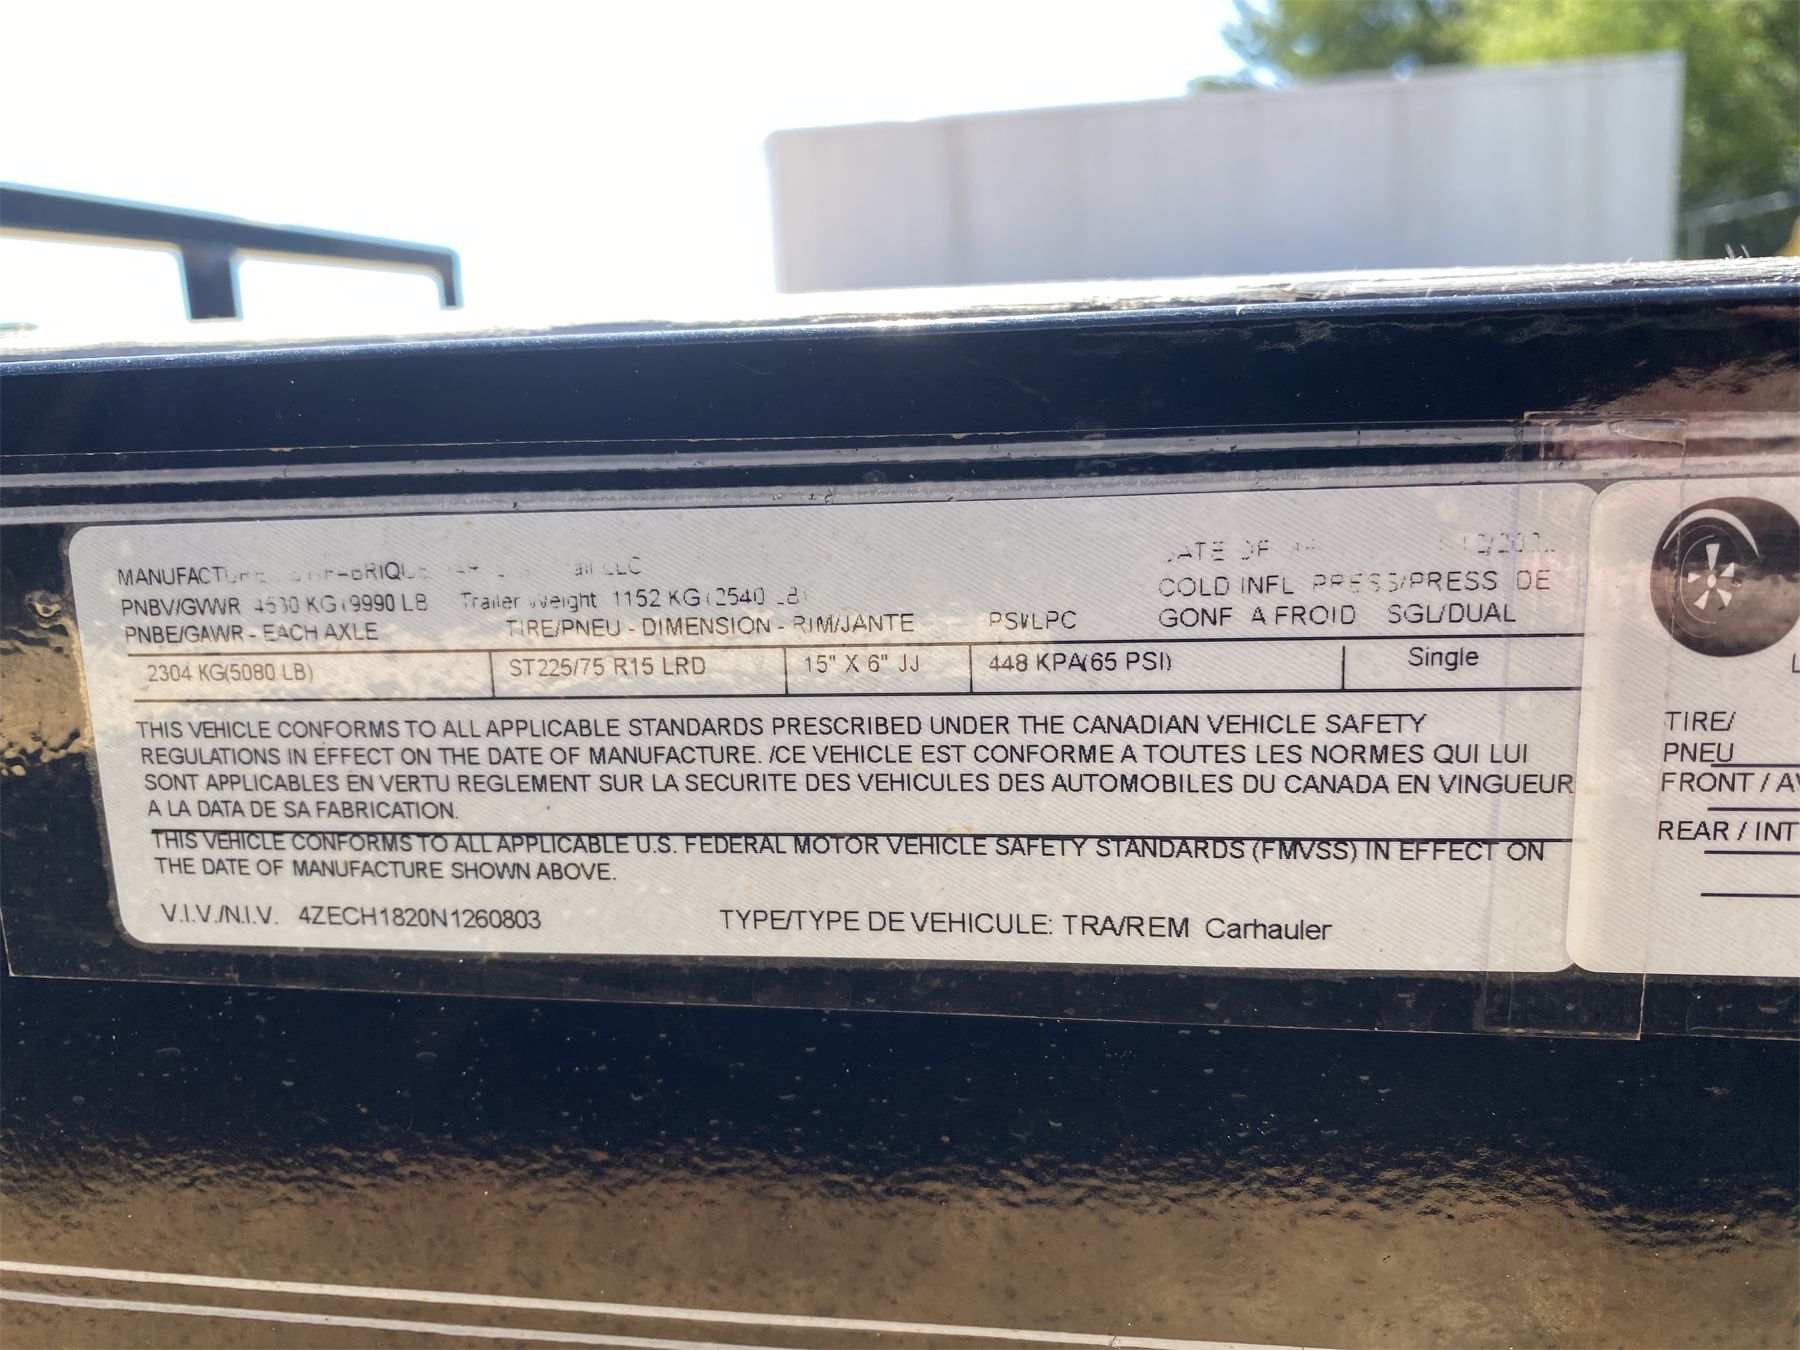 LLC
PNBV/GVWR 4530 KG(9990 LB Trailer Weight 1152 KG(2540 LB)
PNBE/GAWR - EACH AXLE TIRE/PNEU - DIMENSION - RIM/JANTE PSI/LPC
DATE OF
COLD INFL PRESS/PRESS DE
GONF A FROID SGL/DUAL
2304 KG(5080 LB) ST225/75 R15 LRD 15" X 6" JJ 448 KPA(65 PSI) Single
THIS VEHICLE CONFORMS TO ALL APPLICABLE STANDARDS PRESCRIBED UNDER THE CANADIAN VEHICLE SAFETY
REGULATIONS IN EFFECT ON THE DATE OF MANUFACTURE. /CE VEHICLE EST CONFORME A TOUTES LES NORMES QUI LUI
SONT APPLICABLES EN VERTU REGLEMENT SUR LA SECURITE DES VEHICULES DES AUTOMOBILES DU CANADA EN VINGUEUR
A LA DATA DE SA FABRICATION.
THIS VEHICLE CONFORMS TO ALL APPLICABLE U.S. FEDERAL MOTOR VEHICLE SAFETY STANDARDS (FMVSS) IN EFFECT ON
THE DATE OF MANUFACTURE SHOWN ABOVE.
V.I.V./N.I.V. 4ZECH1820N1260803 TYPE/TYPE DE VEHICULE: TRA/REM Carhauler
TIRE/
PNEU
FRONT / AV
REAR / INT